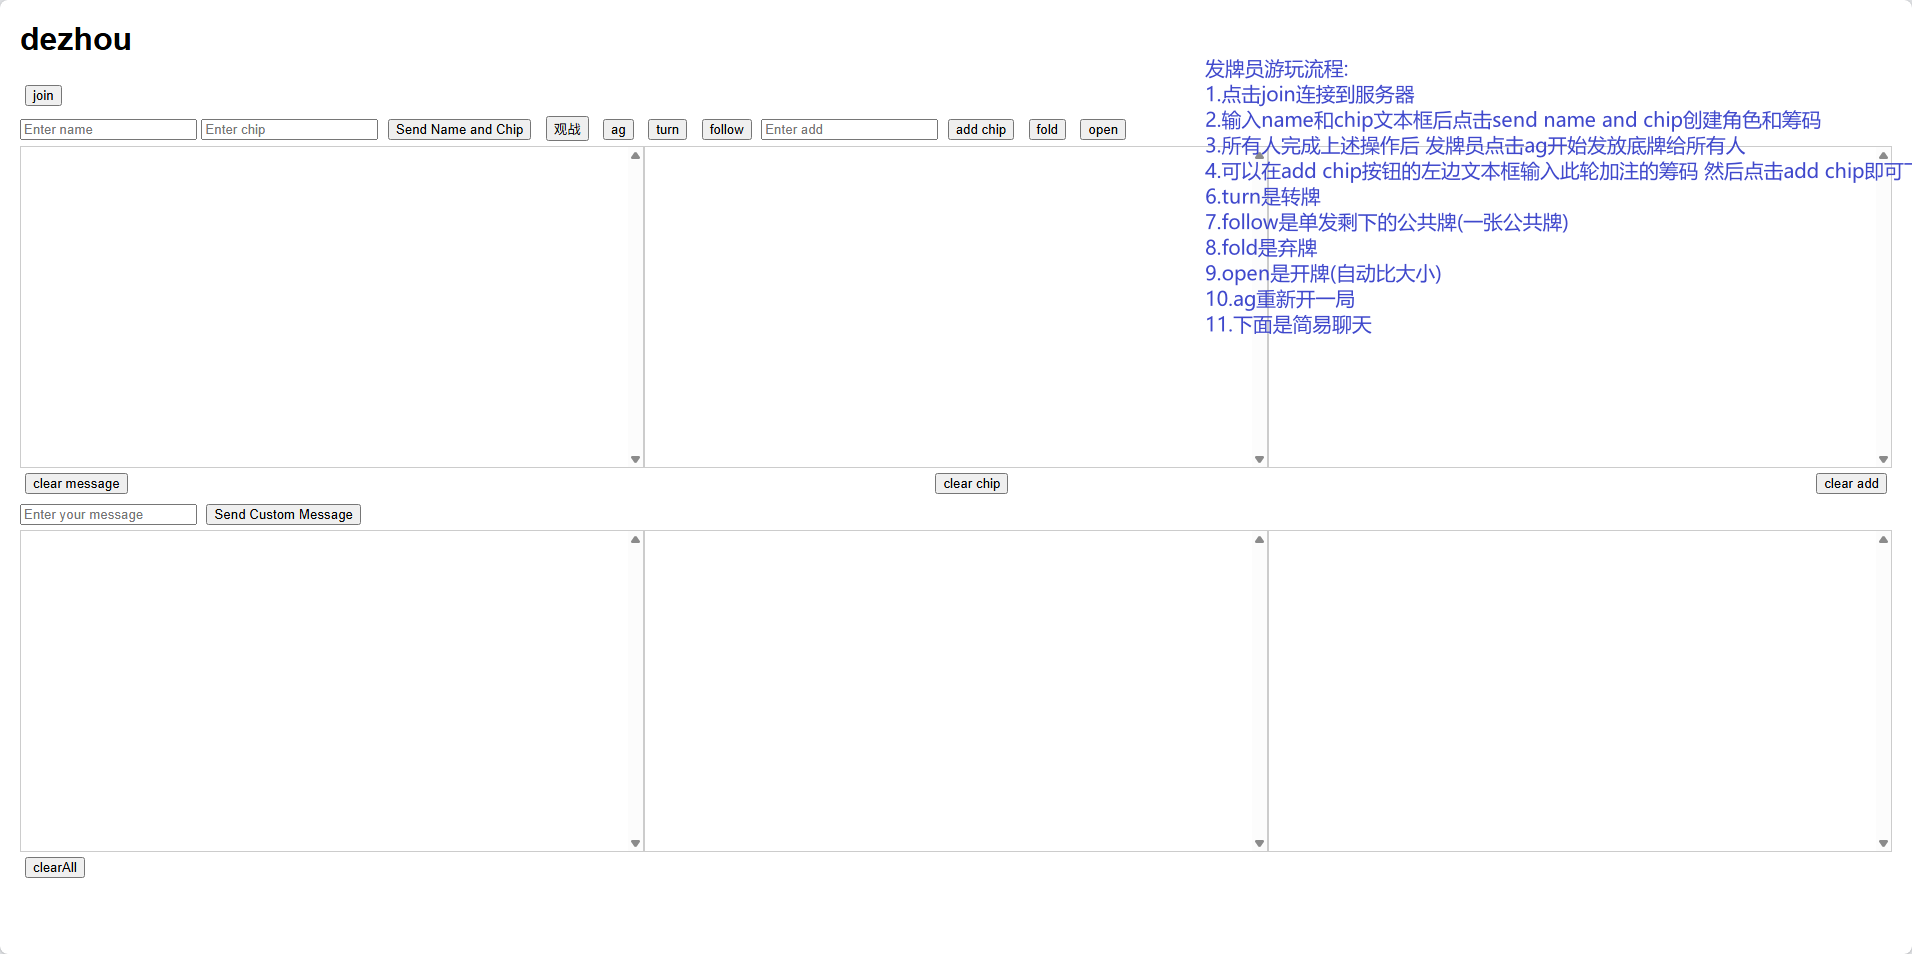 dezhou
发牌员游玩流程:
join
1.点击join连接到服务器
2.输入name和chip文本框后点击send name and chip创建角色和筹码
Enter name Enter chip Send Name and Chip 观战 ag turn follow Enter add add chip fold open
3.所有人完成上述操作后 发牌员点击ag开始发放底牌给所有人
4.可以在add chip按钮的左边文本框输入此轮加注的筹码 然后点击add chip即可
6.turn是转牌
7.follow是单发剩下的公共牌(一张公共牌)
8.fold是弃牌
9.open是开牌(自动比大小)
10.ag重新开一局
11.下面是简易聊天
clear message clear chip clear add
Enter your message Send Custom Message
clearAll